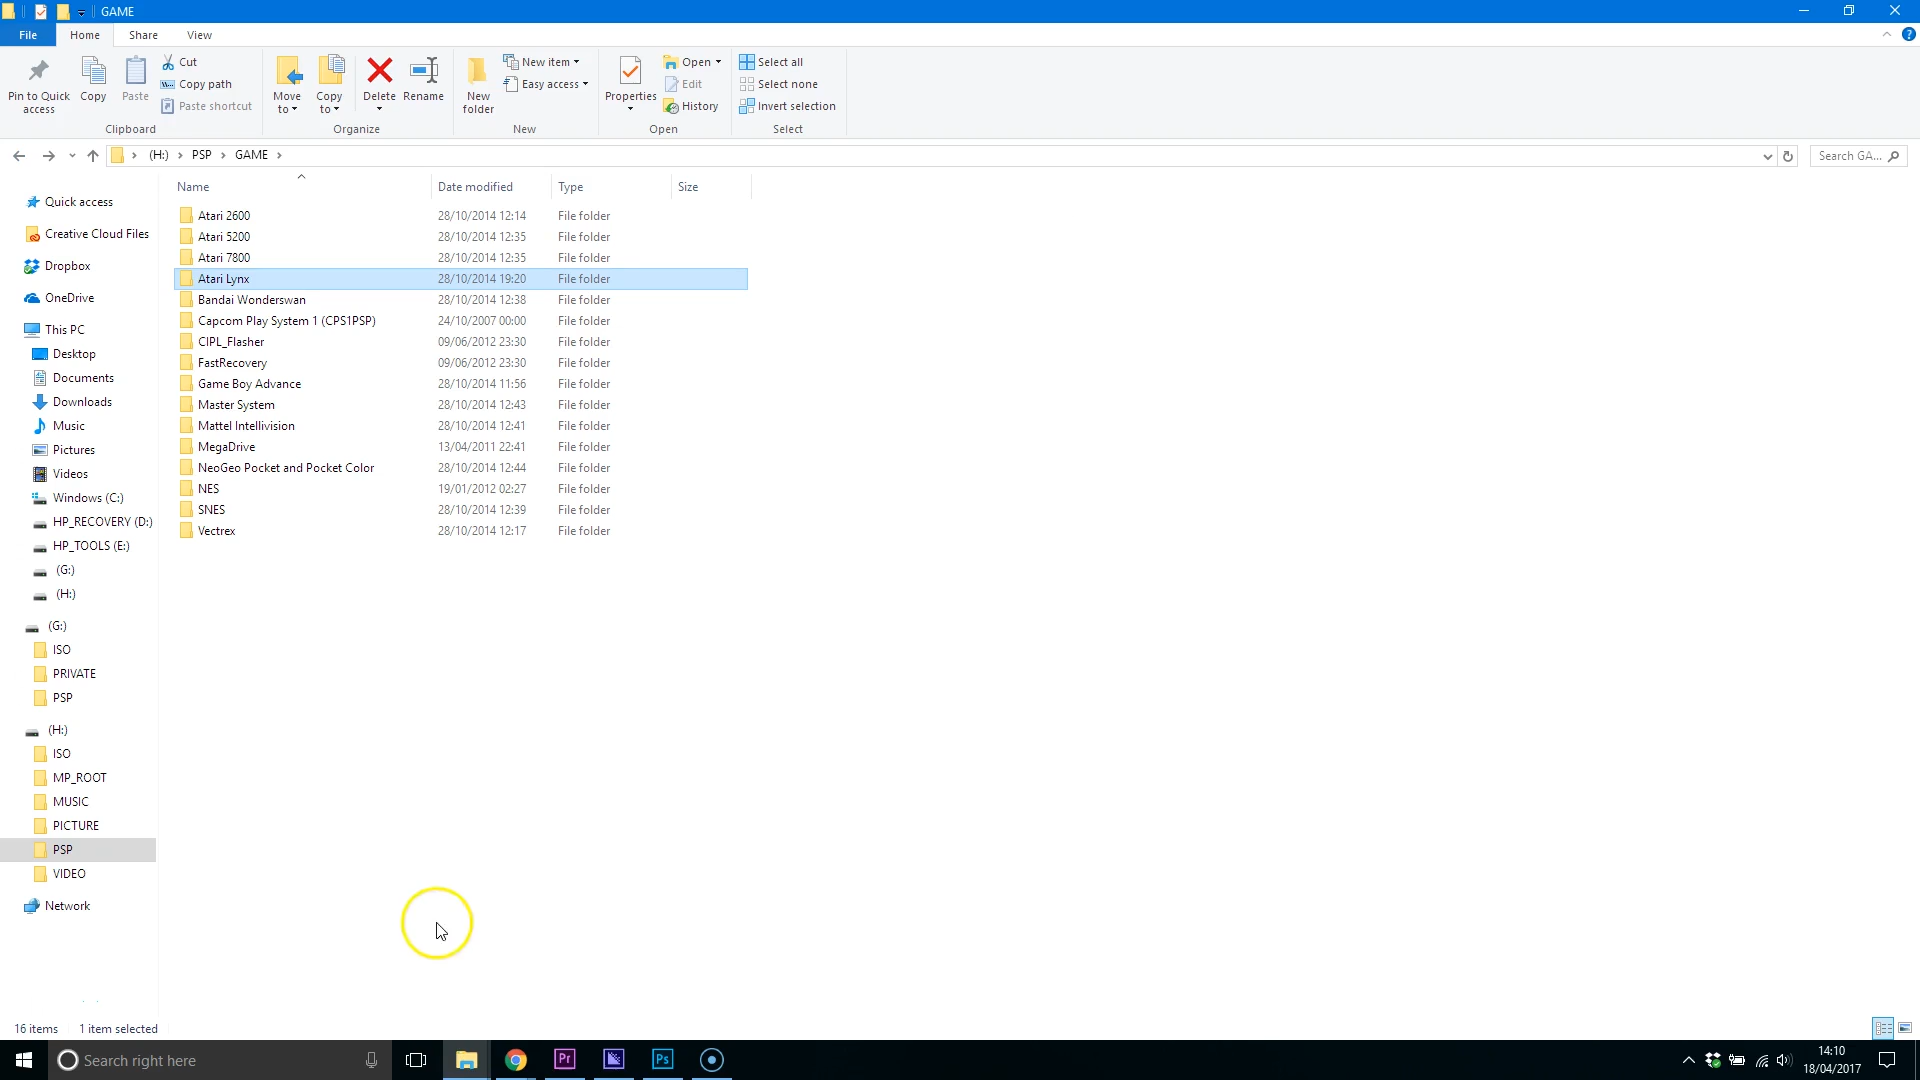 GAME
File Home Share View
Pin to Quick access
Copy
Paste
Cut
Copy path
Paste shortcut
Clipboard
Move to
Copy to
Delete
Rename
Organize
New folder
New item
Easy access
New
Properties
Open
Edit
History
Open
Select all
Select none
Invert selection
Select
(H:) PSP GAME
Search GA...
Name Date modified Type Size
Atari 2600 28/10/2014 12:14 File folder
Atari 5200 28/10/2014 12:35 File folder
Atari 7800 28/10/2014 12:35 File folder
Atari Lynx 28/10/2014 19:20 File folder
Bandai Wonderswan 28/10/2014 12:38 File folder
Capcom Play System 1 (CPS1PSP) 24/10/2007 00:00 File folder
CIPL_Flasher 09/06/2012 23:30 File folder
FastRecovery 09/06/2012 23:30 File folder
Game Boy Advance 28/10/2014 11:56 File folder
Master System 28/10/2014 12:43 File folder
Mattel Intellivision 28/10/2014 12:41 File folder
MegaDrive 13/04/2011 22:41 File folder
NeoGeo Pocket and Pocket Color 28/10/2014 12:44 File folder
NES 19/01/2012 02:27 File folder
SNES 28/10/2014 12:39 File folder
Vectrex 28/10/2014 12:17 File folder
Quick access
Creative Cloud Files
Dropbox
OneDrive
This PC
Desktop
Documents
Downloads
Music
Pictures
Videos
Windows (C:)
HP_RECOVERY (D:)
HP_TOOLS (E:)
(G:)
(H:)
(G:)
ISO
PRIVATE
PSP
(H:)
ISO
MP_ROOT
MUSIC
PICTURE
PSP
VIDEO
Network
16 items 1 item selected
Search right here
Pr
Ps
14:10
18/04/2017